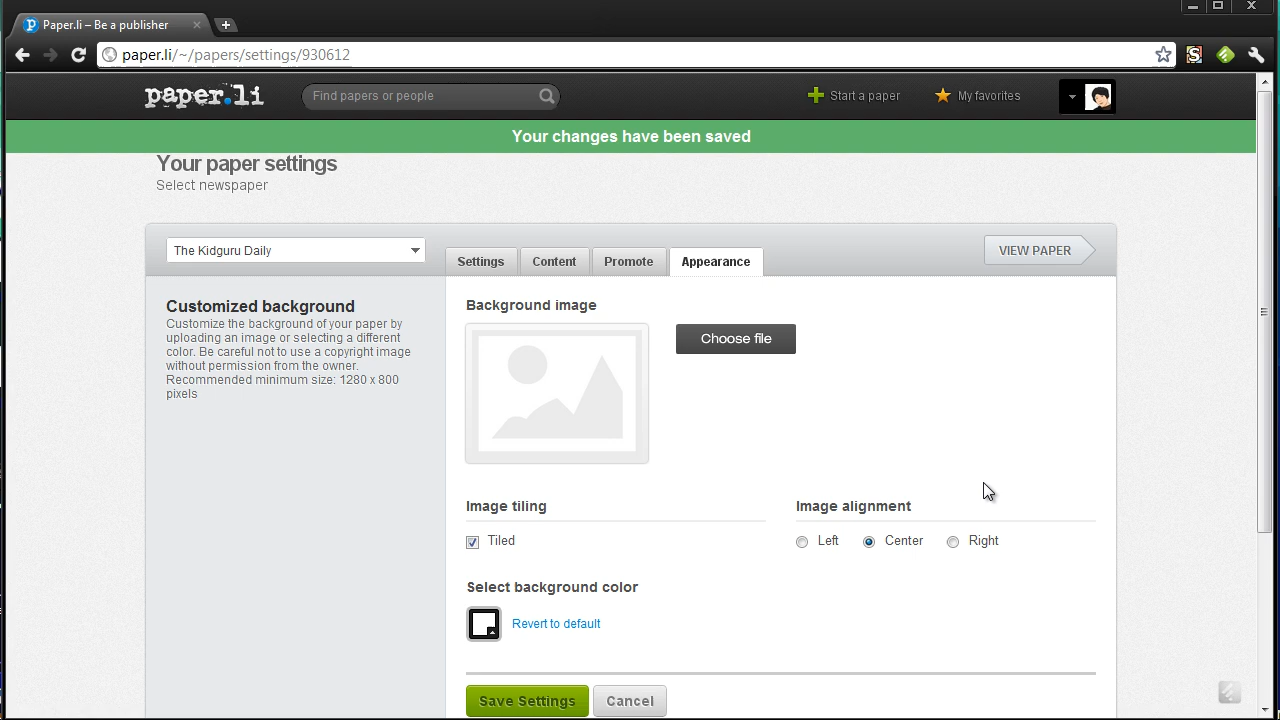 Paper.li – Be a publisher
paper.li/~/papers/settings/930612
paper.li
Find papers or people
Start a paper
My favorites
Your changes have been saved
Your paper settings
Select newspaper
The Kidguru Daily
Settings
Content
Promote
Appearance
VIEW PAPER
Customized background
Customize the background of your paper by
uploading an image or selecting a different
color. Be careful not to use a copyright image
without permission from the owner.
Recommended minimum size: 1280 x 800
pixels
Background image
Choose file
Image tiling
Tiled
Image alignment
Left
Center
Right
Select background color
Revert to default
Save Settings
Cancel